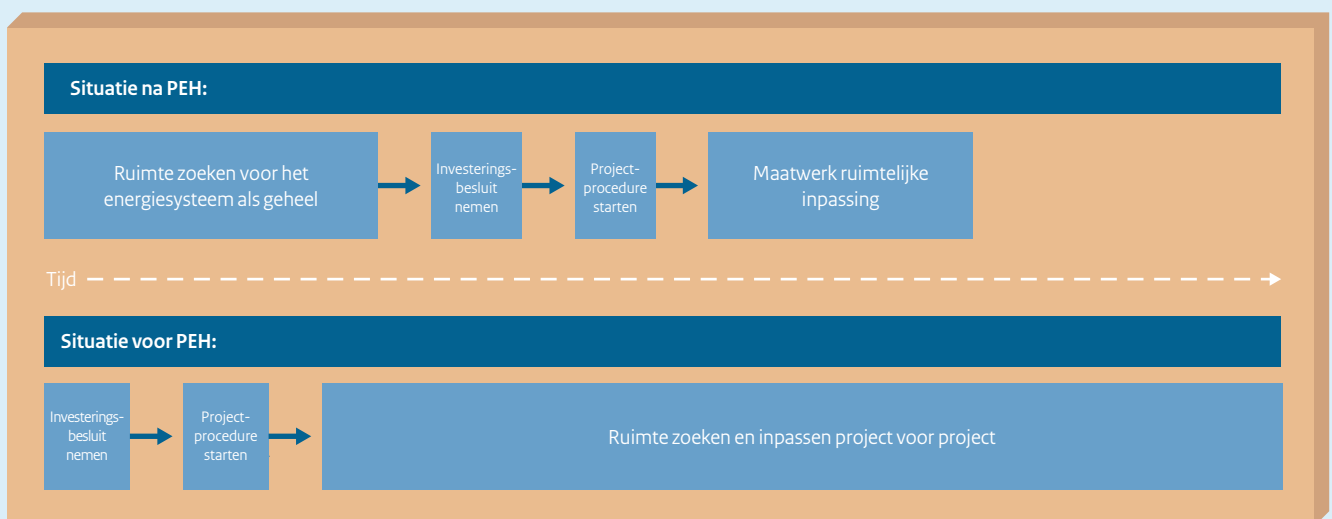 Situatie na PEH:
Ruimte zoeken voor het
energiesysteem als geheel
Investerings-
besluit
nemen
Project-
procedure
starten
Maatwerk ruimtelijke
inpassing
Tijd
Situatie voor PEH:
Investerings-
besluit
nemen
Project-
procedure
starten
Ruimte zoeken en inpassen project voor project